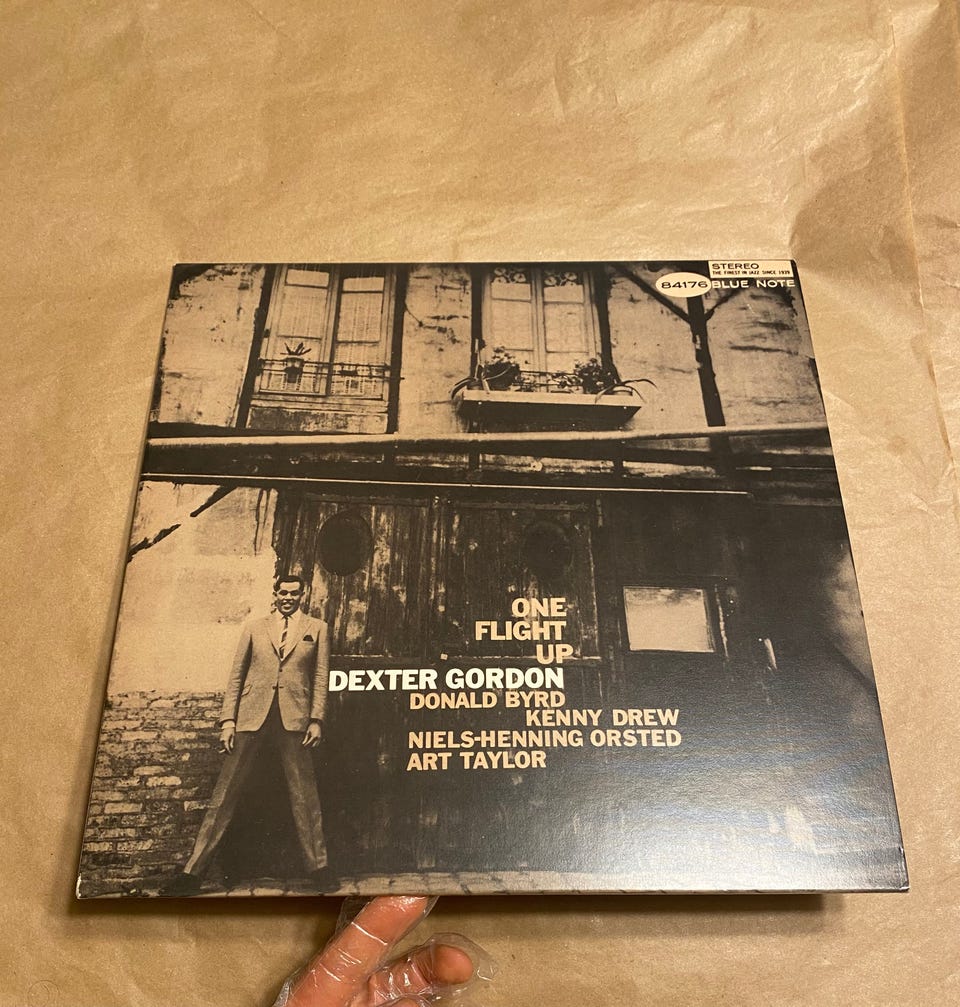 STEREO
THE FINEST IN JAZZ SINCE 1939
84176 BLUE NOTE
ONE
FLIGHT
UP
DEXTER GORDON
DONALD BYRD
KENNY DREW
NIELS-HENNING ORSTED
ART TAYLOR